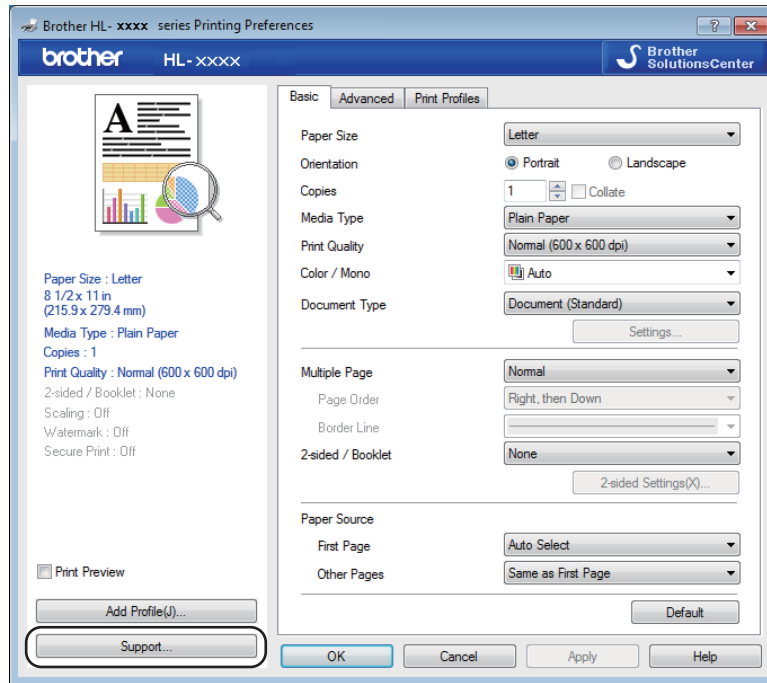 Brother HL- xxxx series Printing Preferences
brother HL-xxxx
Brother
SolutionsCenter
A
Paper Size : Letter
8 1/2 x 11 in
(215.9 x 279.4 mm)
Media Type : Plain Paper
Copies : 1
Print Quality : Normal (600 x 600 dpi)
2-sided / Booklet : None
Scaling : Off
Watermark : Off
Secure Print : Off
Print Preview
Add Profile(J)...
Support...
Basic Advanced Print Profiles
Paper Size Letter
Orientation Portrait Landscape
Copies 1 Collate
Media Type Plain Paper
Print Quality Normal (600 x 600 dpi)
Color / Mono Auto
Document Type Document (Standard)
Settings...
Multiple Page Normal
Page Order Right, then Down
Border Line
2-sided / Booklet None
2-sided Settings(X)...
Paper Source
First Page Auto Select
Other Pages Same as First Page
Default
OK Cancel Apply Help